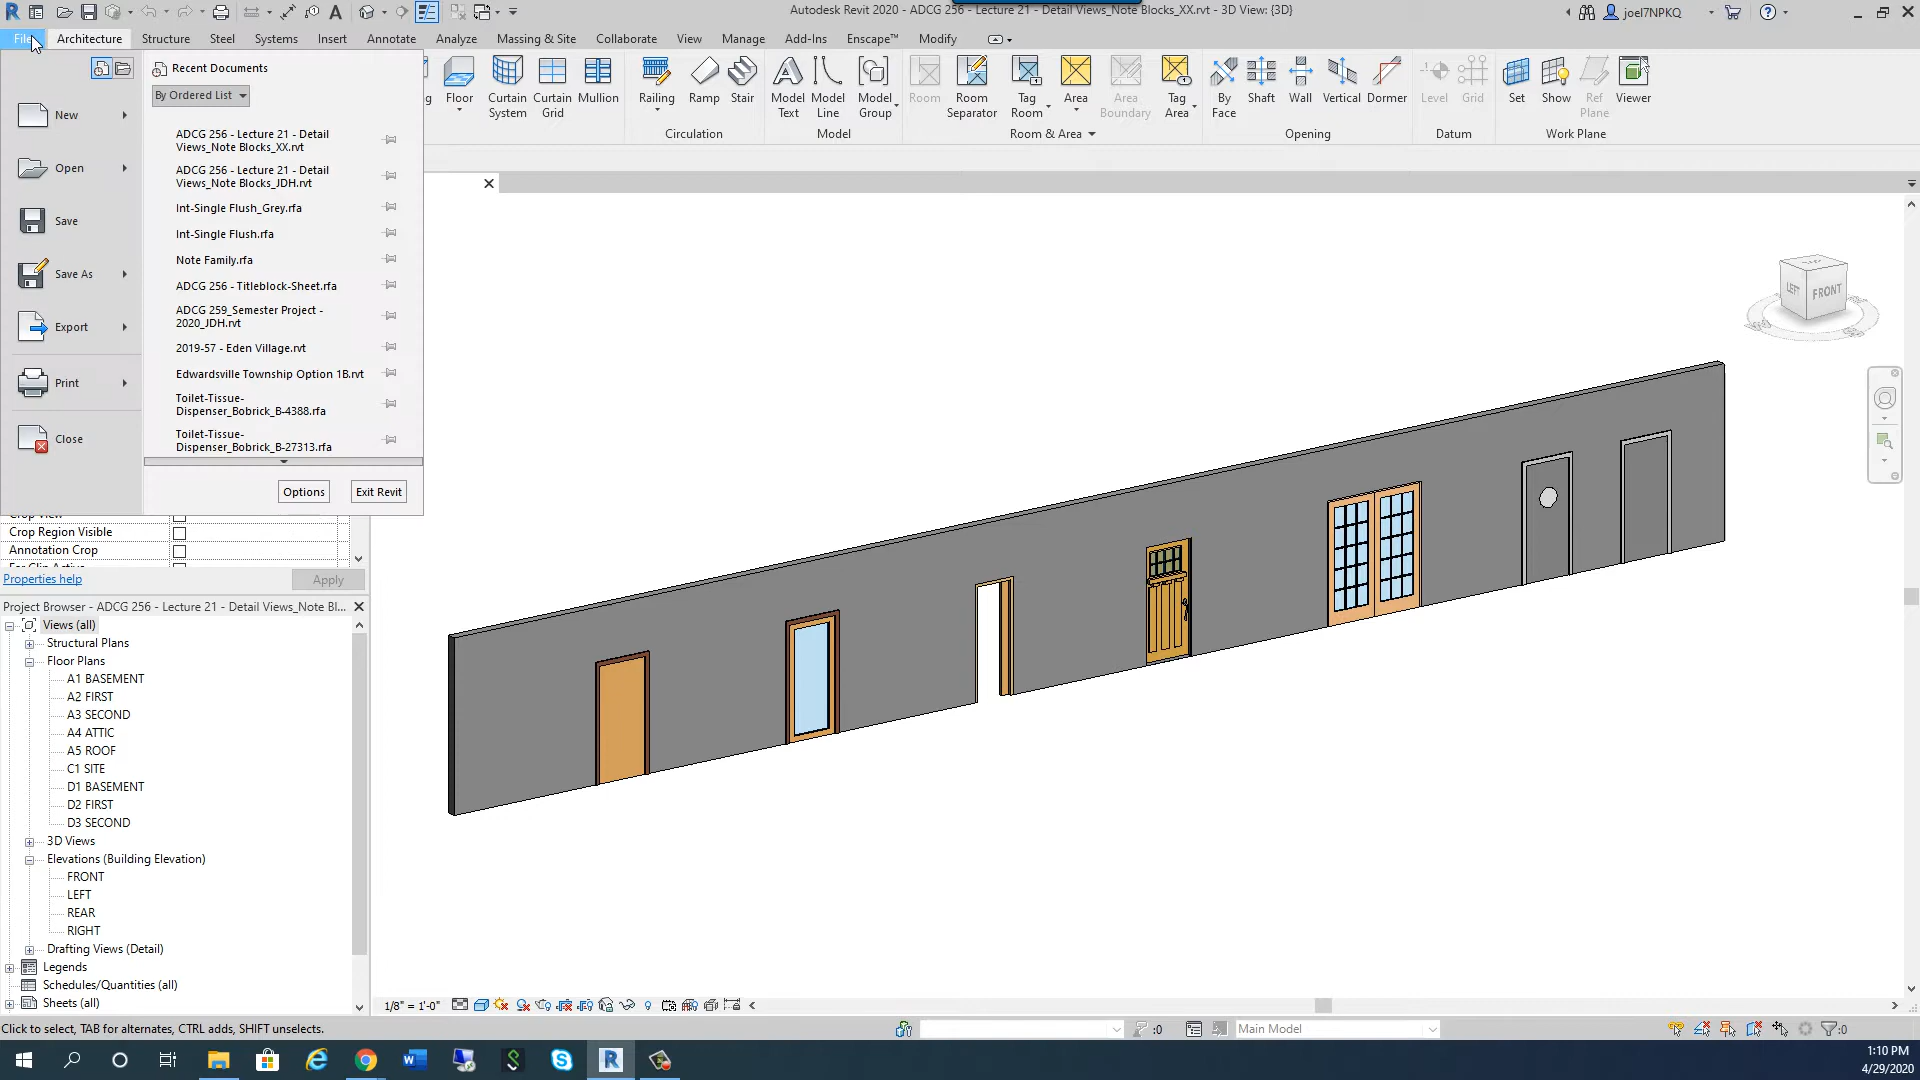 Autodesk Revit 2020 - ADCG 256 - Lecture 21 - Detail Views_Note Blocks_XX.rvt - 3D View: {3D}
joel7NPKQ
File
Architecture
Structure
Steel
Systems
Insert
Annotate
Analyze
Massing & Site
Collaborate
View
Manage
Add-Ins
Enscape™
Modify
Floor
Curtain System
Curtain Grid
Mullion
Railing
Ramp
Stair
Model Text
Model Line
Model Group
Room
Room Separator
Tag Room
Area
Area Boundary
Tag Area
By Face
Shaft
Wall
Vertical
Dormer
Level
Grid
Set
Show
Ref Plane
Viewer
Circulation
Model
Room & Area
Opening
Datum
Work Plane
Recent Documents
By Ordered List
New
Open
Save
Save As
Export
Print
Close
ADCG 256 - Lecture 21 - Detail
Views_Note Blocks_XX.rvt
ADCG 256 - Lecture 21 - Detail
Views_Note Blocks_JDH.rvt
Int-Single Flush_Grey.rfa
Int-Single Flush.rfa
Note Family.rfa
ADCG 256 - Titleblock-Sheet.rfa
ADCG 259_Semester Project -
2020_JDH.rvt
2019-57 - Eden Village.rvt
Edwardsville Township Option 1B.rvt
Toilet-Tissue-
Dispenser_Bobrick_B-4388.rfa
Toilet-Tissue-
Dispenser_Bobrick_B-27313.rfa
Options
Exit Revit
Crop Region Visible
Annotation Crop
Properties help
Apply
Project Browser - ADCG 256 - Lecture 21 - Detail Views_Note Bl...
Views (all)
Structural Plans
Floor Plans
A1 BASEMENT
A2 FIRST
A3 SECOND
A4 ATTIC
A5 ROOF
C1 SITE
D1 BASEMENT
D2 FIRST
D3 SECOND
3D Views
Elevations (Building Elevation)
FRONT
LEFT
REAR
RIGHT
Drafting Views (Detail)
Legends
Schedules/Quantities (all)
Sheets (all)
LEFT
FRONT
1/8" = 1'-0"
Click to select, TAB for alternates, CTRL adds, SHIFT unselects.
:0
Main Model
:0
1:10 PM
4/29/2020